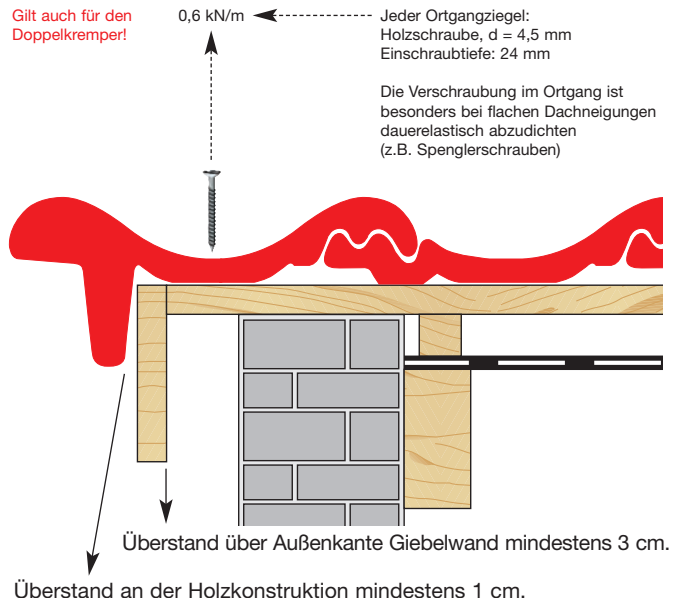 Gilt auch für den
Doppelkremper!
0,6 kN/m
Jeder Ortgangziegel:
Holzschraube, d = 4,5 mm
Einschraubtiefe: 24 mm
Die Verschraubung im Ortgang ist
besonders bei flachen Dachneigungen
dauerelastisch abzudichten
(z.B. Spenglerschrauben)
Überstand über Außenkante Giebelwand mindestens 3 cm.
Überstand an der Holzkonstruktion mindestens 1 cm.